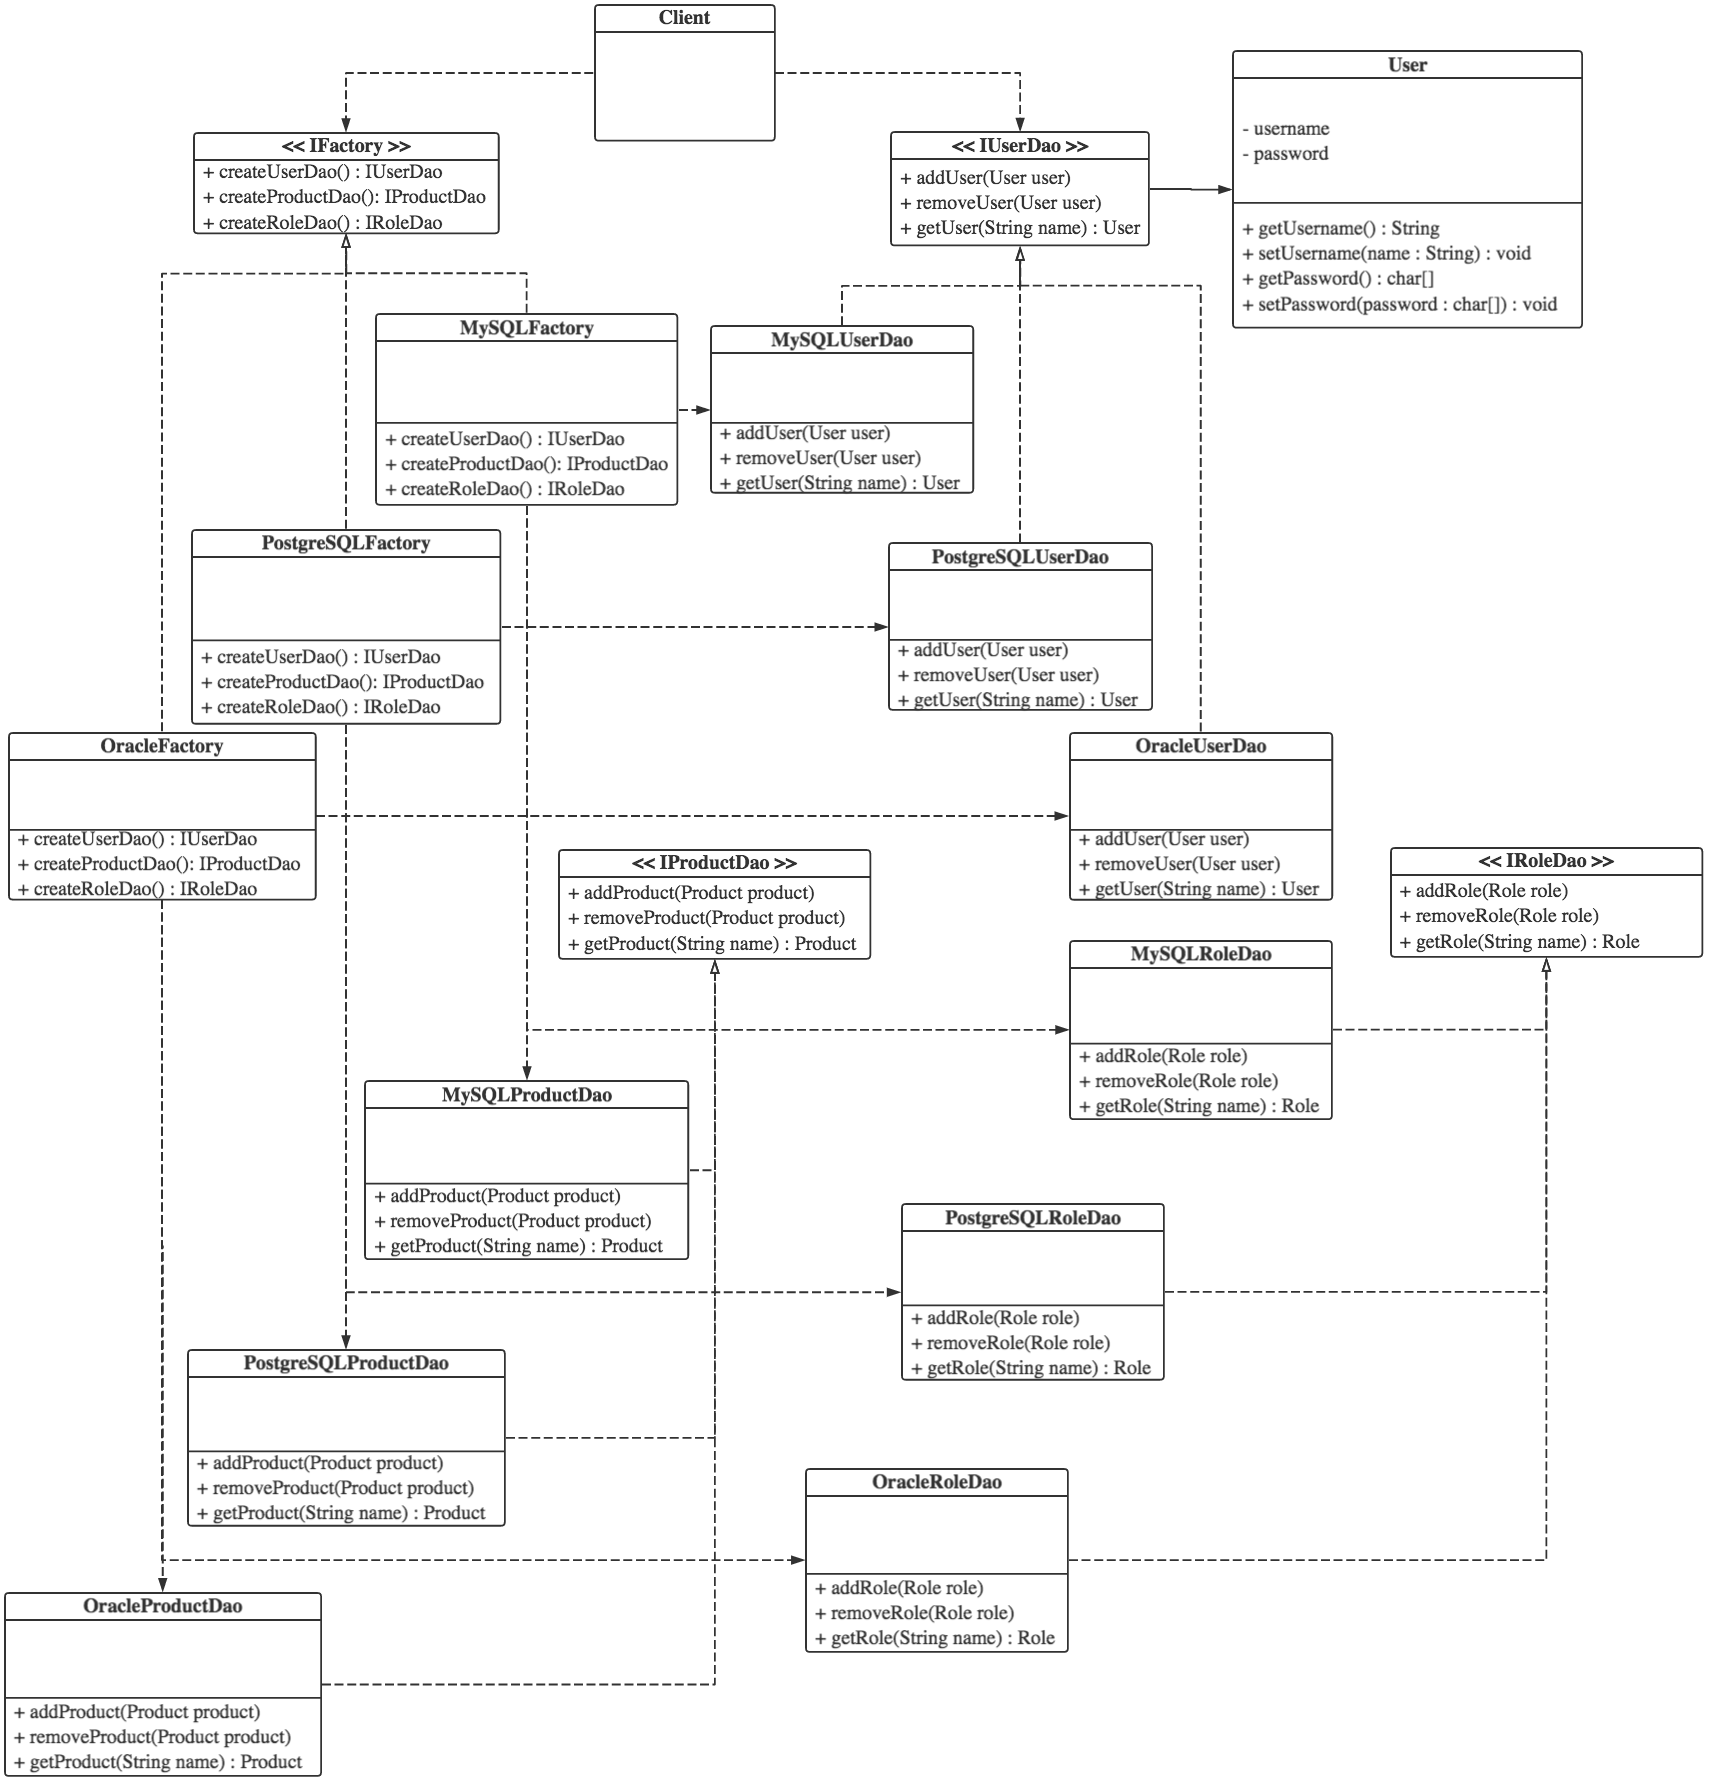 Client
User
- username
- password
+ getUsername() : String
+ setUsername(name : String) : void
+ getPassword() : char[]
+ setPassword(password : char[]) : void
<< IFactory >>
+ createUserDao() : IUserDao
+ createProductDao(): IProductDao
+ createRoleDao() : IRoleDao
<< IUserDao >>
+ addUser(User user)
+ removeUser(User user)
+ getUser(String name) : User
MySQLFactory
+ createUserDao() : IUserDao
+ createProductDao(): IProductDao
+ createRoleDao() : IRoleDao
MySQLUserDao
+ addUser(User user)
+ removeUser(User user)
+ getUser(String name) : User
PostgreSQLFactory
+ createUserDao() : IUserDao
+ createProductDao(): IProductDao
+ createRoleDao() : IRoleDao
PostgreSQLUserDao
+ addUser(User user)
+ removeUser(User user)
+ getUser(String name) : User
OracleFactory
+ createUserDao() : IUserDao
+ createProductDao(): IProductDao
+ createRoleDao() : IRoleDao
OracleUserDao
+ addUser(User user)
+ removeUser(User user)
+ getUser(String name) : User
<< IProductDao >>
+ addProduct(Product product)
+ removeProduct(Product product)
+ getProduct(String name) : Product
<< IRoleDao >>
+ addRole(Role role)
+ removeRole(Role role)
+ getRole(String name) : Role
MySQLRoleDao
+ addRole(Role role)
+ removeRole(Role role)
+ getRole(String name) : Role
MySQLProductDao
+ addProduct(Product product)
+ removeProduct(Product product)
+ getProduct(String name) : Product
PostgreSQLRoleDao
+ addRole(Role role)
+ removeRole(Role role)
+ getRole(String name) : Role
PostgreSQLProductDao
+ addProduct(Product product)
+ removeProduct(Product product)
+ getProduct(String name) : Product
OracleRoleDao
+ addRole(Role role)
+ removeRole(Role role)
+ getRole(String name) : Role
OracleProductDao
+ addProduct(Product product)
+ removeProduct(Product product)
+ getProduct(String name) : Product